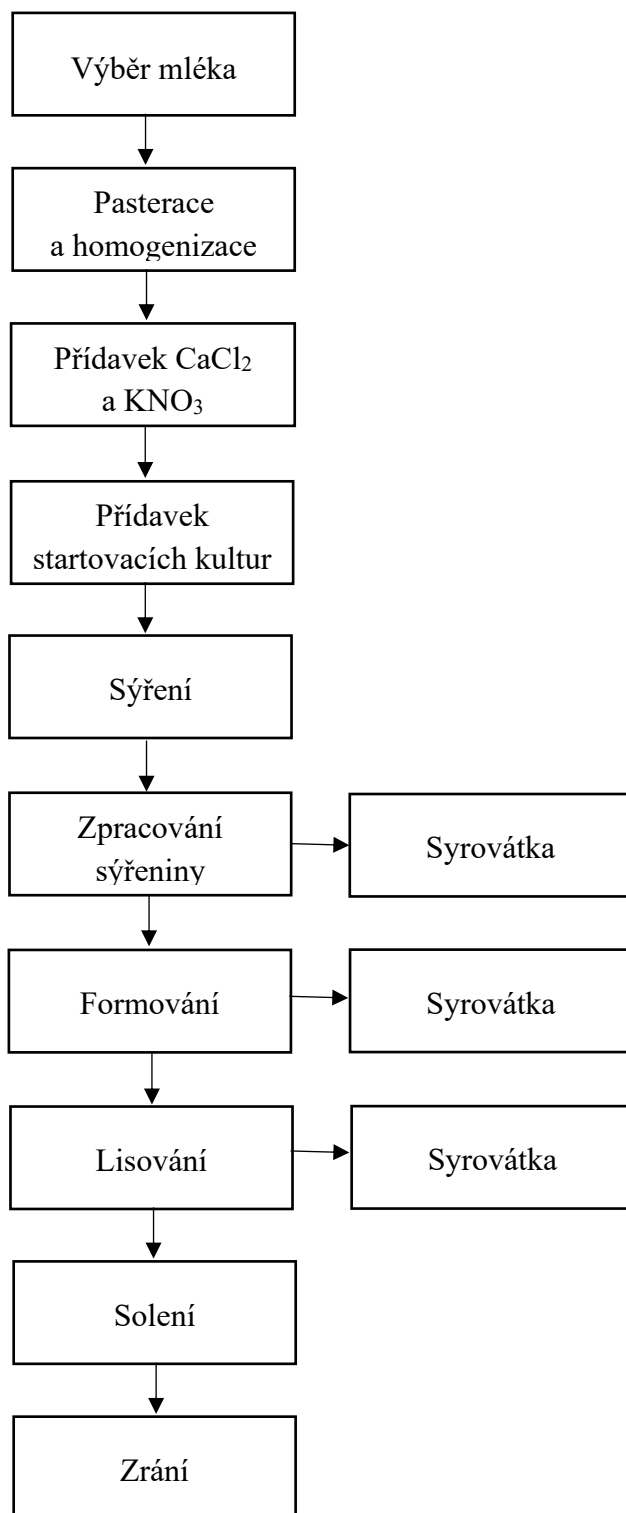 Výběr mléka
Pasterace
a homogenizace
Přídavek CaCl₂
a KNO₃
Přídavek
startovacích kultur
Sýření
Zpracování
sýřeniny
Syrovátka
Formování
Syrovátka
Lisování
Syrovátka
Solení
Zrání